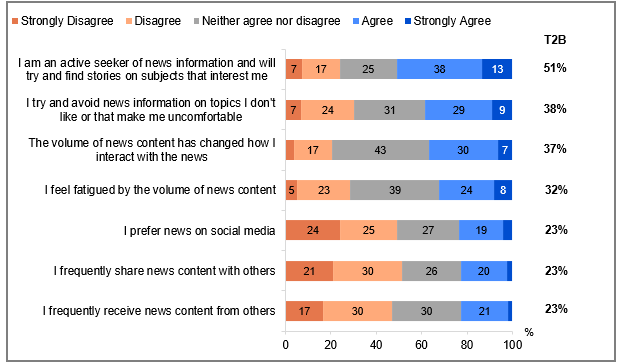 Strongly Disagree Disagree Neither agree nor disagree Agree Strongly Agree
T2B
I am an active seeker of news information and will
try and find stories on subjects that interest me
7 17 25 38 13 51%
I try and avoid news information on topics I don't
like or that make me uncomfortable
7 24 31 29 9 38%
The volume of news content has changed how I
interact with the news
17 43 30 7 37%
I feel fatigued by the volume of news content 5 23 39 24 8 32%
I prefer news on social media 24 25 27 19 23%
I frequently share news content with others 21 30 26 20 23%
I frequently receive news content from others 17 30 30 21 23%
%
0 20 40 60 80 100